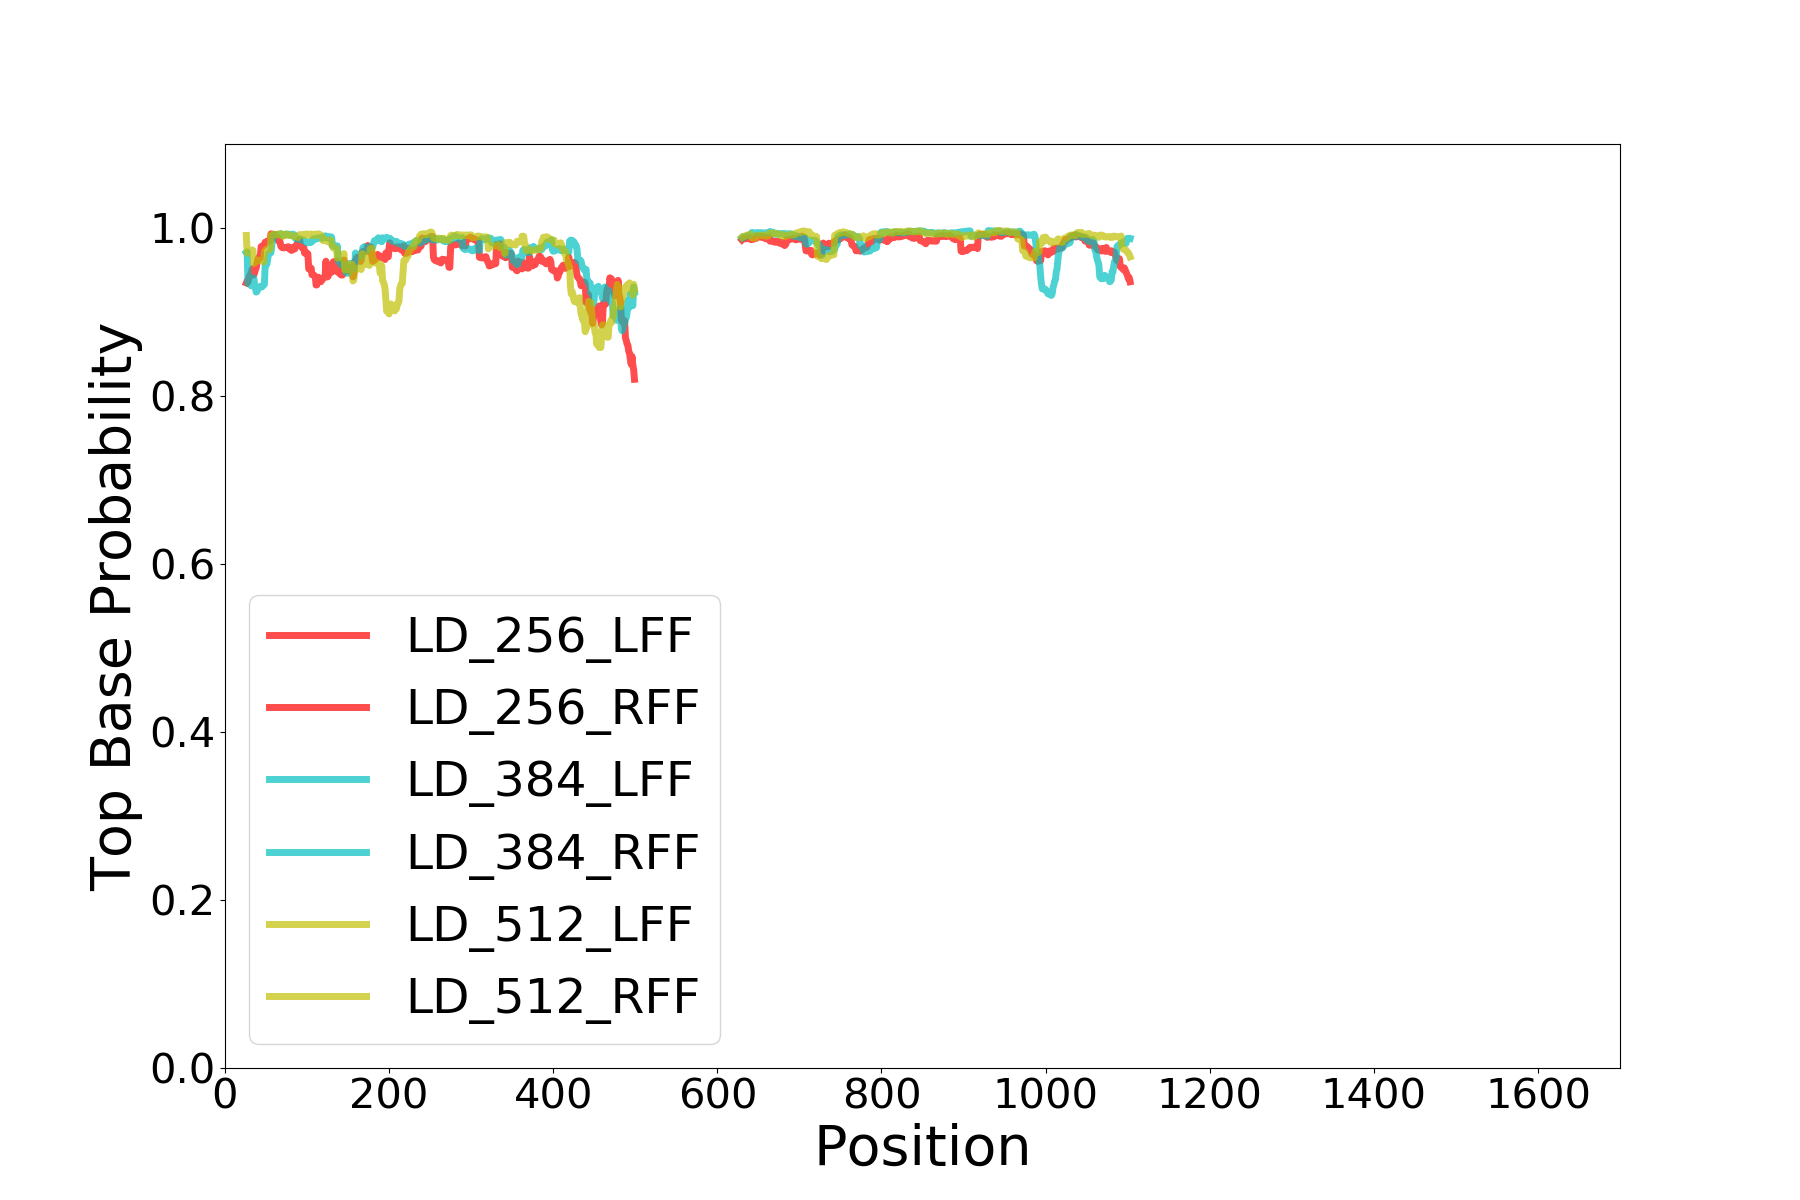 Top Base Probability
1.0
0.8
0.6
0.4
0.2
0.0
LD_256_LFF
LD_256_RFF
LD_384_LFF
LD_384_RFF
LD_512_LFF
LD_512_RFF
0 200 400 600 800 1000 1200 1400 1600
Position